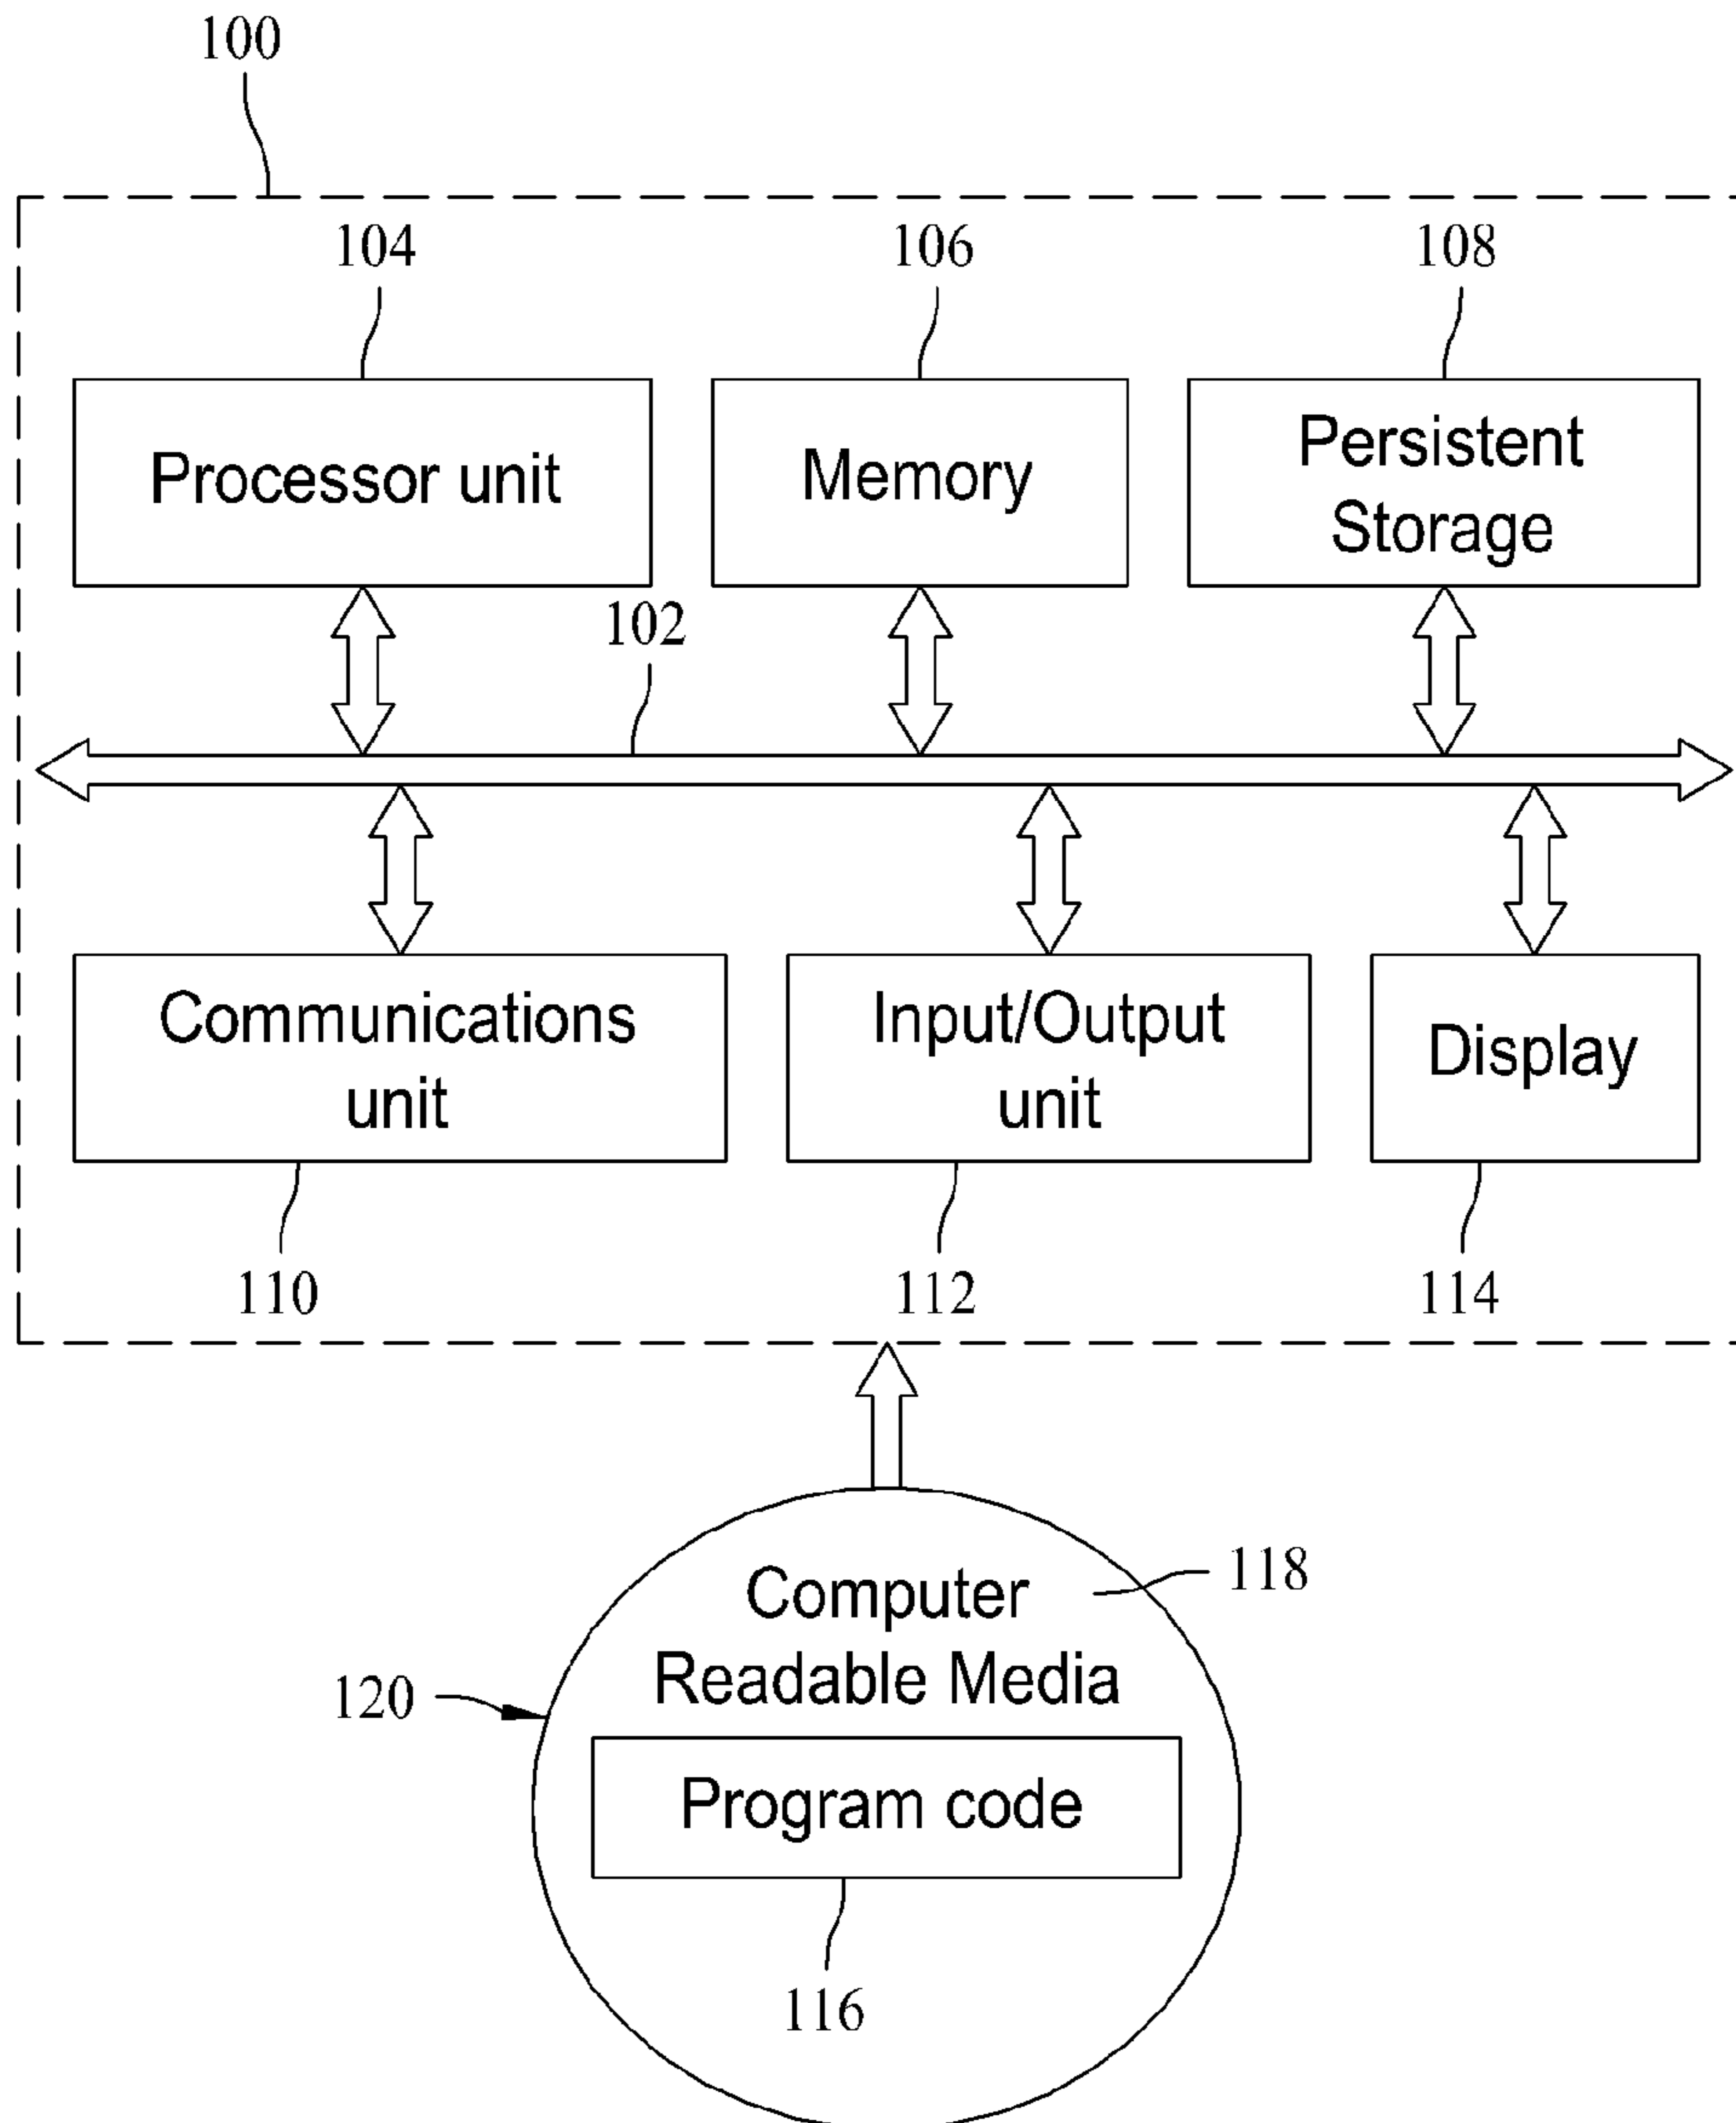 100
104
106
108
Processor unit
Memory
Persistent
Storage
102
Communications
unit
Input/Output
unit
Display
110
112
114
Computer
Readable Media
118
120
Program code
116